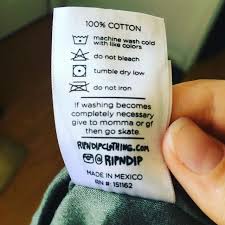 100% COTTON
machine wash cold
with like colors
do not bleach
tumble dry low
do not iron
If washing becomes
completely necessary
give to momma or gf
then go skate.
RIPNDIPCLOTHING.COM
@RIPNDIP
MADE IN MEXICO
RN #: 151162